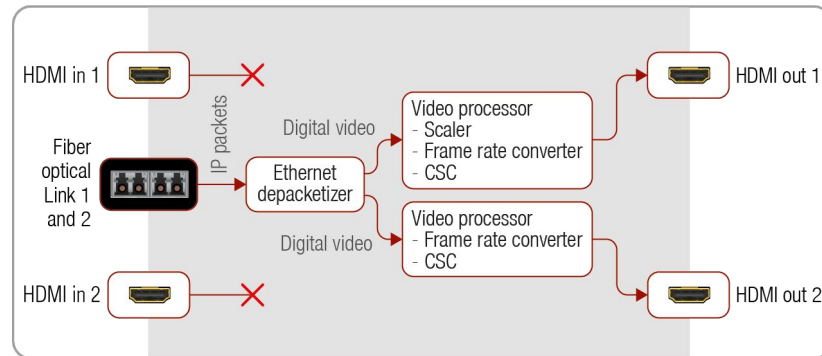 HDMI in 1
HDMI out 1
Fiber
optical
Link 1
and 2
IP packets
Ethernet
depacketizer
Digital video
Video processor
- Scaler
- Frame rate converter
- CSC
Digital video
Video processor
- Frame rate converter
- CSC
HDMI in 2
HDMI out 2